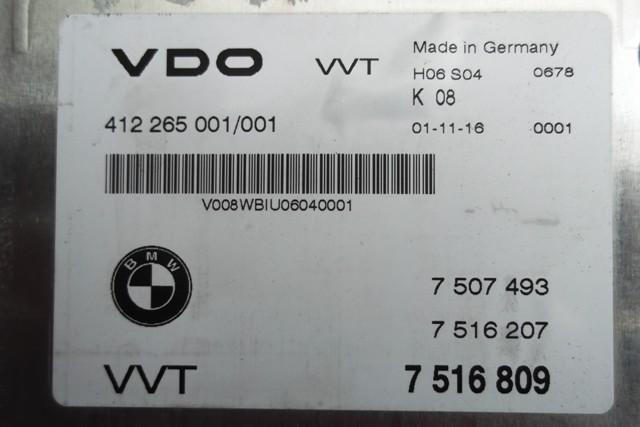 VDO VVT Made in Germany
H06 S04 0678
K 08
412 265 001/001 01-11-16 0001
V008WBIU06040001
BMW
7 507 493
7 516 207
VVT 7 516 809